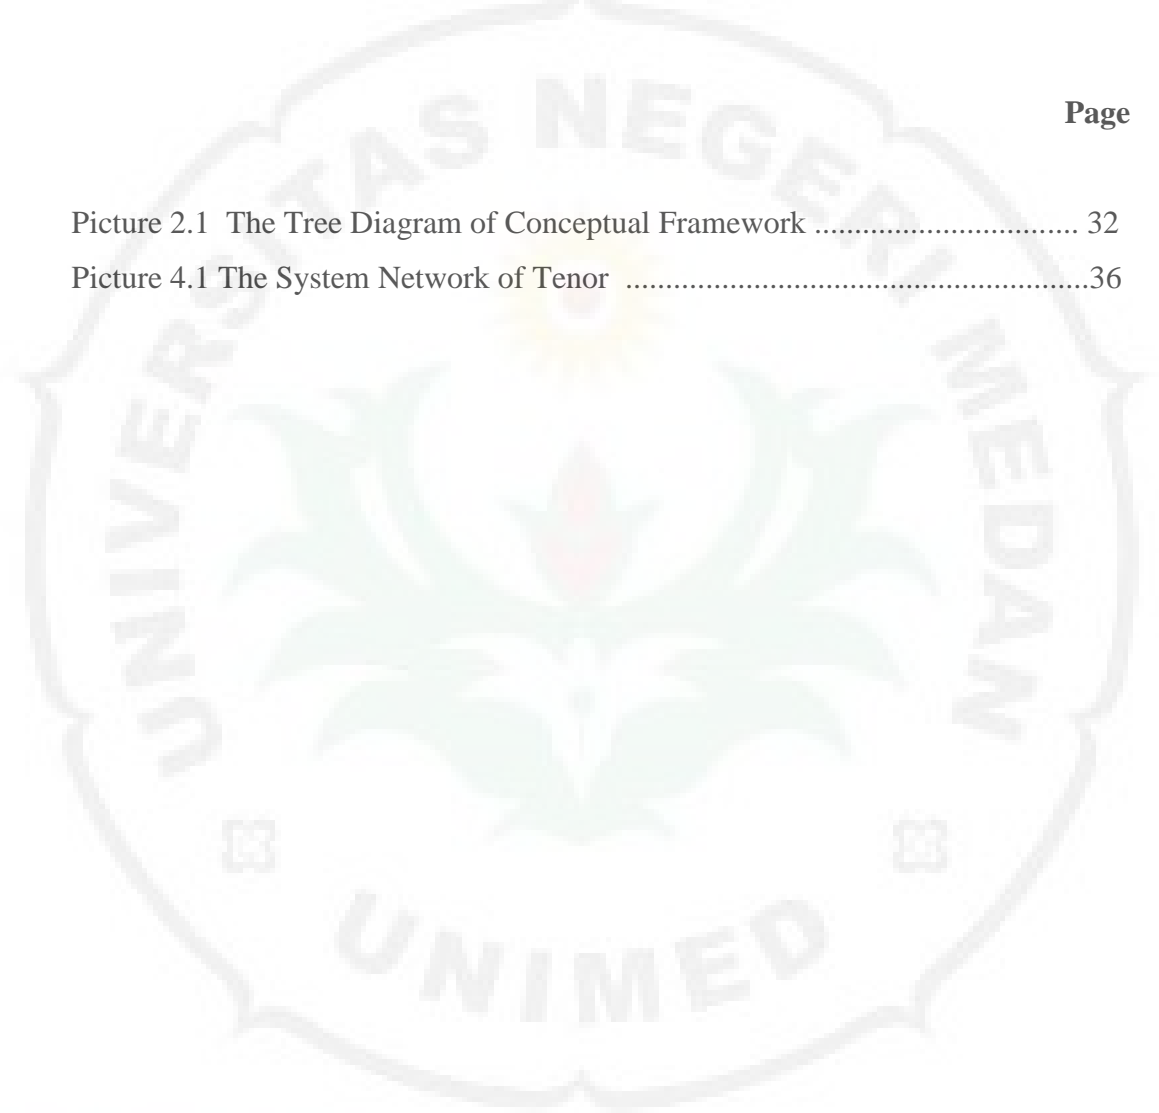 Page
Picture 2.1 The Tree Diagram of Conceptual Framework ................................. 32
Picture 4.1 The System Network of Tenor ..........................................................36
UNIVERSITAS NEGERI MEDAN
UNIMED